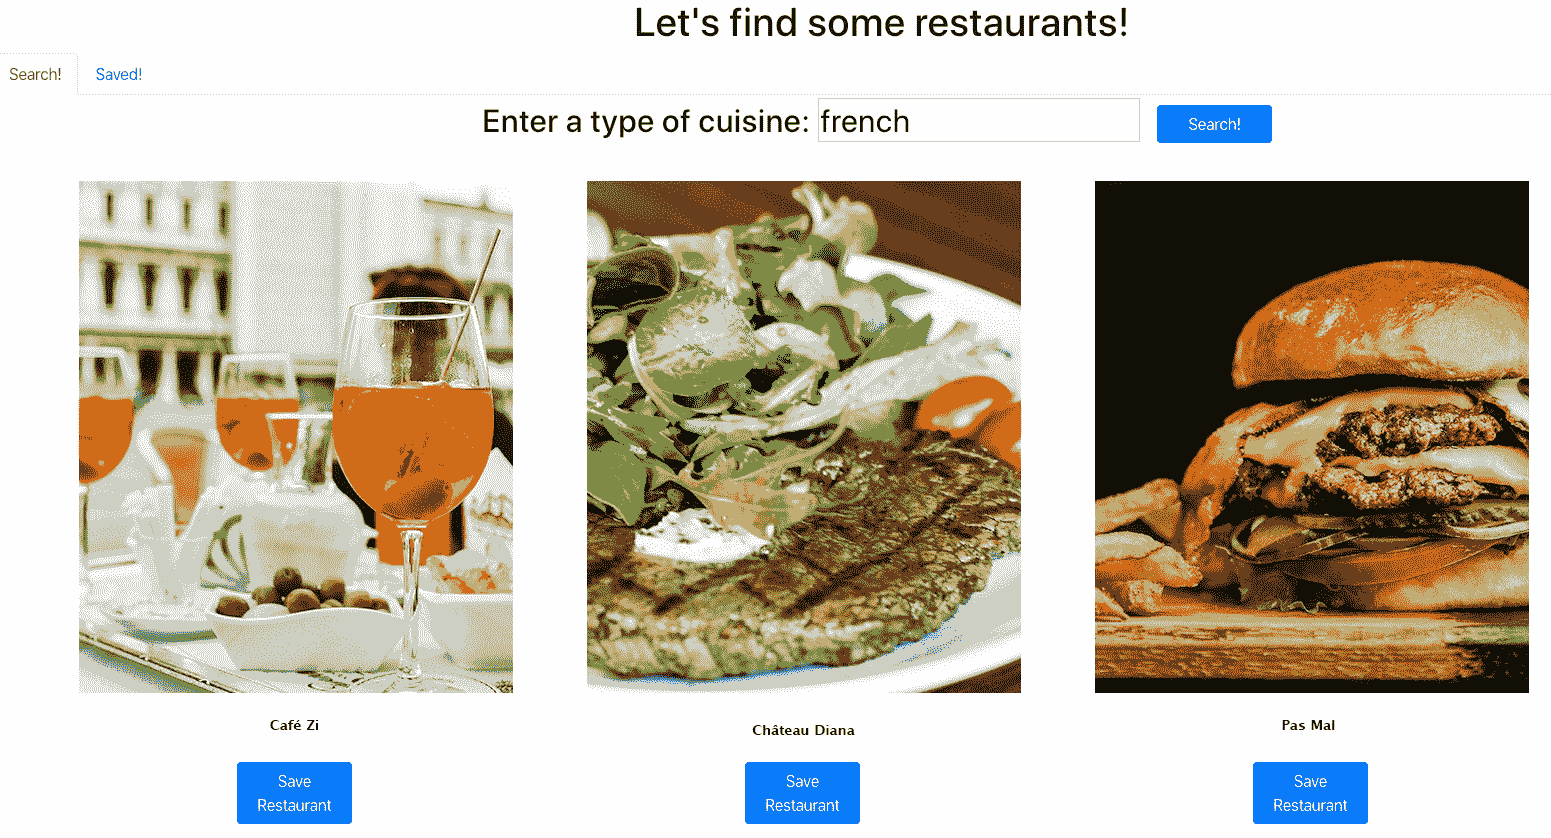 Let's find some restaurants!
Search!
Saved!
Enter a type of cuisine: french
Search!
Café Zi
Château Diana
Pas Mal
Save
Restaurant
Save
Restaurant
Save
Restaurant